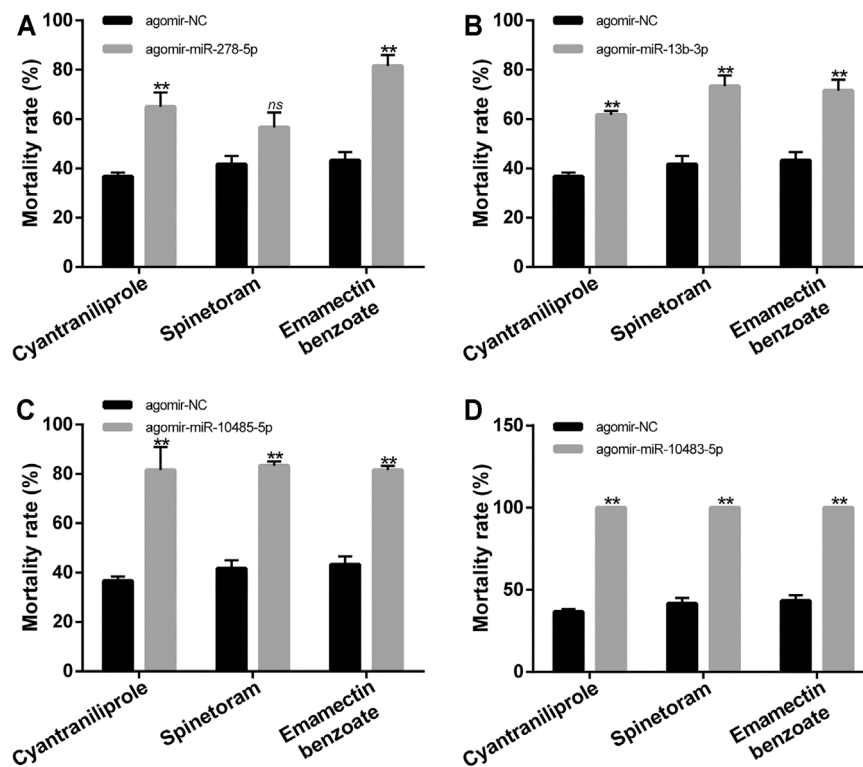 A
agomir-NC
agomir-miR-278-5p
Mortality rate (%)
100
80
60
40
20
0
**
ns
**
Cyantraniliprole
Spinetoram
Emamectin
benzoate
B
agomir-NC
agomir-miR-13b-3p
Mortality rate (%)
100
80
60
40
20
0
**
**
**
Cyantraniliprole
Spinetoram
Emamectin
benzoate
C
agomir-NC
agomir-miR-10485-5p
Mortality rate (%)
100
80
60
40
20
0
**
**
**
Cyantraniliprole
Spinetoram
Emamectin
benzoate
D
agomir-NC
agomir-miR-10483-5p
Mortality rate (%)
150
100
50
0
**
**
**
Cyantraniliprole
Spinetoram
Emamectin
benzoate